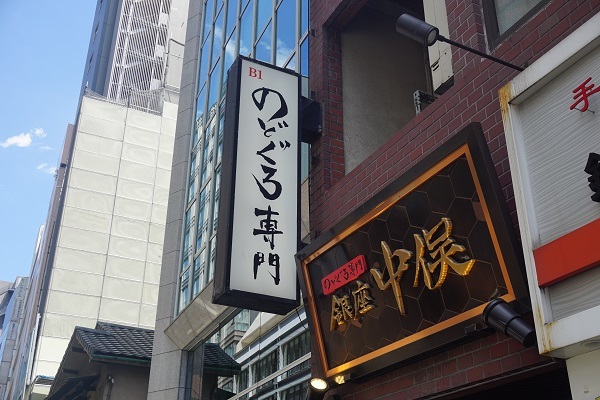 B1
のどぐろ専門
のどぐろ専門
銀座 中俣
手